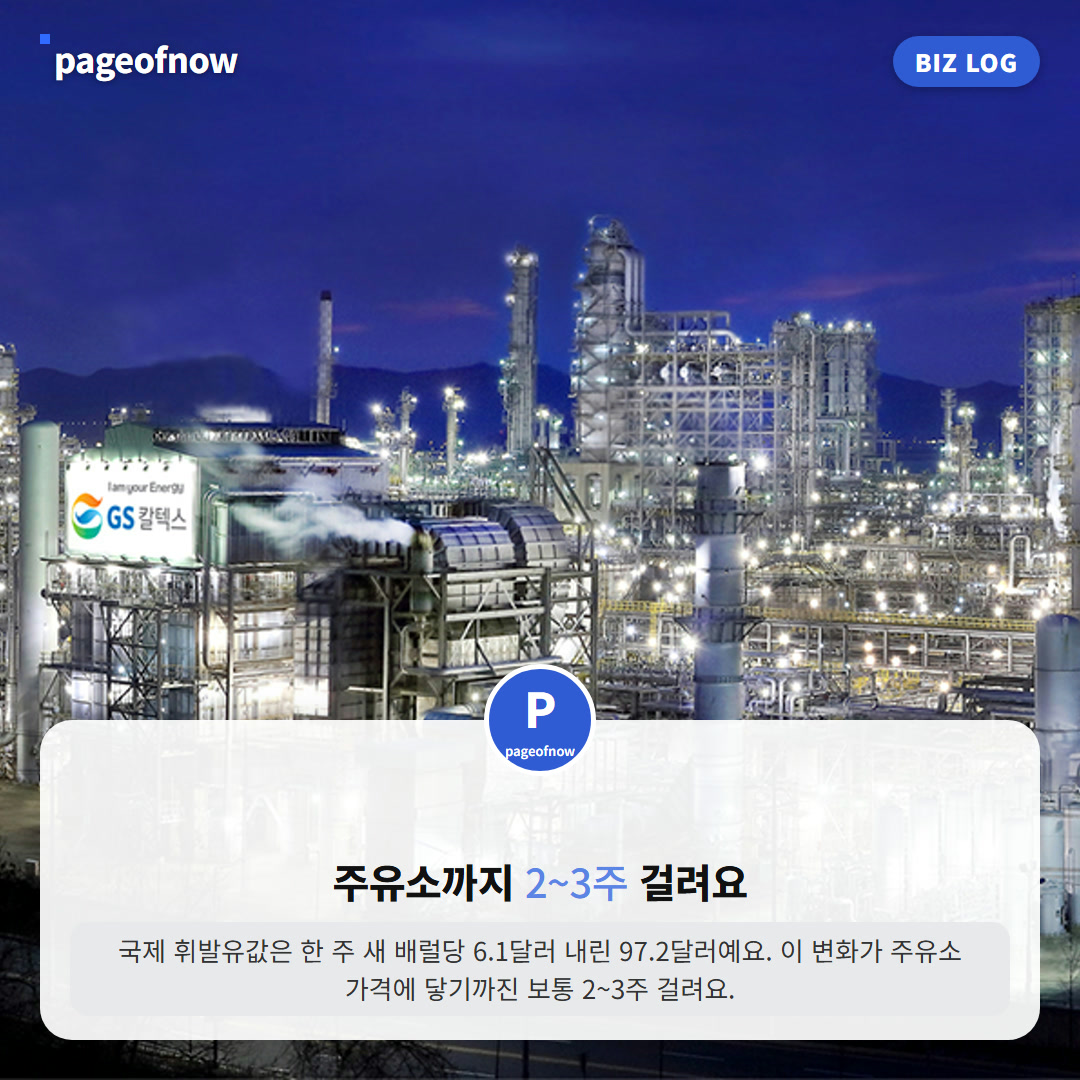 pageofnow
BIZ LOG
I am your Energy
GS 칼텍스
P
pageofnow
주유소까지 2~3주 걸려요
국제 휘발유값은 한 주 새 배럴당 6.1달러 내린 97.2달러예요. 이 변화가 주유소
가격에 닿기까진 보통 2~3주 걸려요.